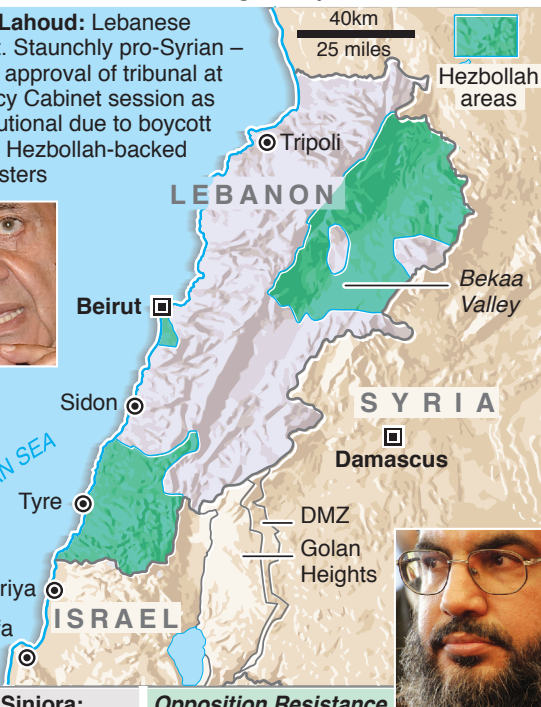 Lahoud: Lebanese
. Staunchly pro-Syrian –
approval of tribunal at
cy Cabinet session as
utional due to boycott
Hezbollah-backed
sters
40km
25 miles
Hezbollah
areas
Tripoli
LEBANON
Bekaa
Valley
Beirut
Sidon
SYRIA
Damascus
N SEA
Tyre
DMZ
Golan
Heights
riya
ISRAEL
fa
Siniora:
Opposition Resistance